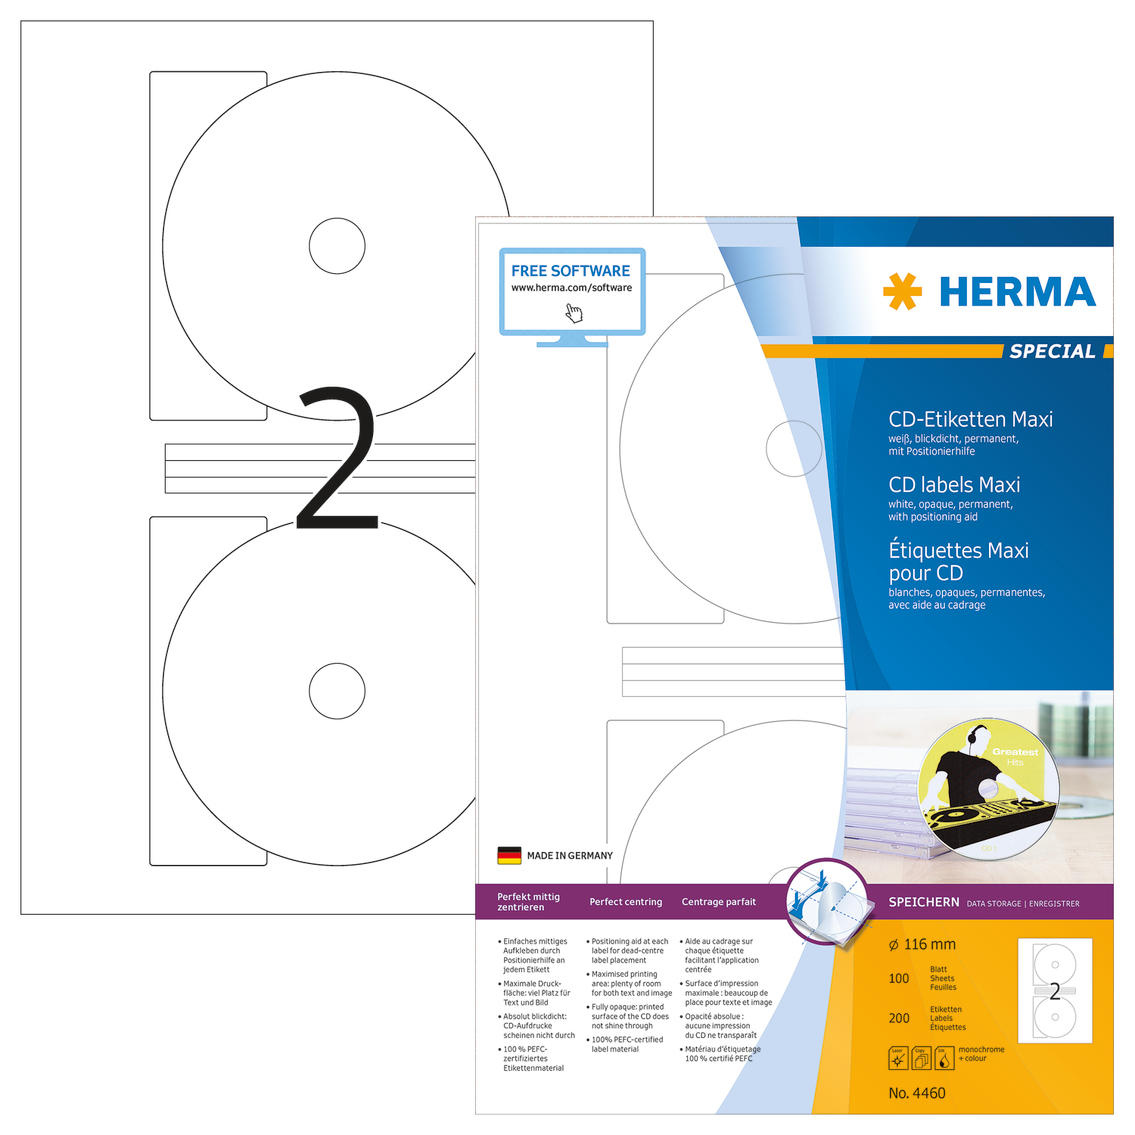 2
FREE SOFTWARE
www.herma.com/software
HERMA
SPECIAL
CD-Etiketten Maxi
weiß, blickdicht, permanent,
mit Positionierhilfe
CD labels Maxi
white, opaque, permanent,
with positioning aid
Étiquettes Maxi
pour CD
blanches, opaques, permanentes,
avec aide au cadrage
Greatest
Hits
MADE IN GERMANY
Perfekt mittig
zentrieren
Perfect centring
Centrage parfait
SPEICHERN DATA STORAGE | ENREGISTRER
• Einfaches mittiges
Aufkleben durch
Positionierhilfe an
jedem Etikett
• Maximale Druck-
fläche: viel Platz für
Text und Bild
• Absolut blickdicht:
CD-Aufdrucke
scheinen nicht durch
• 100 % PEFC-
zertifiziertes
Etikettenmaterial
• Positioning aid at each
label for dead-centre
label placement
• Maximised printing
area: plenty of room
for both text and image
• Fully opaque: printed
surface of the CD does
not shine through
• 100% PEFC-certified
label material
• Aide au cadrage sur
chaque étiquette
facilitant l'application
centrée
• Surface d'impression
maximale : beaucoup de
place pour texte et image
• Opacité absolue :
aucune impression
du CD ne transparaît
• Matériau d'étiquetage
100 % certifié PEFC
⌀ 116 mm
100
Blatt
Sheets
Feuilles
200
Etiketten
Labels
Étiquettes
2
Laser
Copy
Ink
monochrome
+ colour
No. 4460